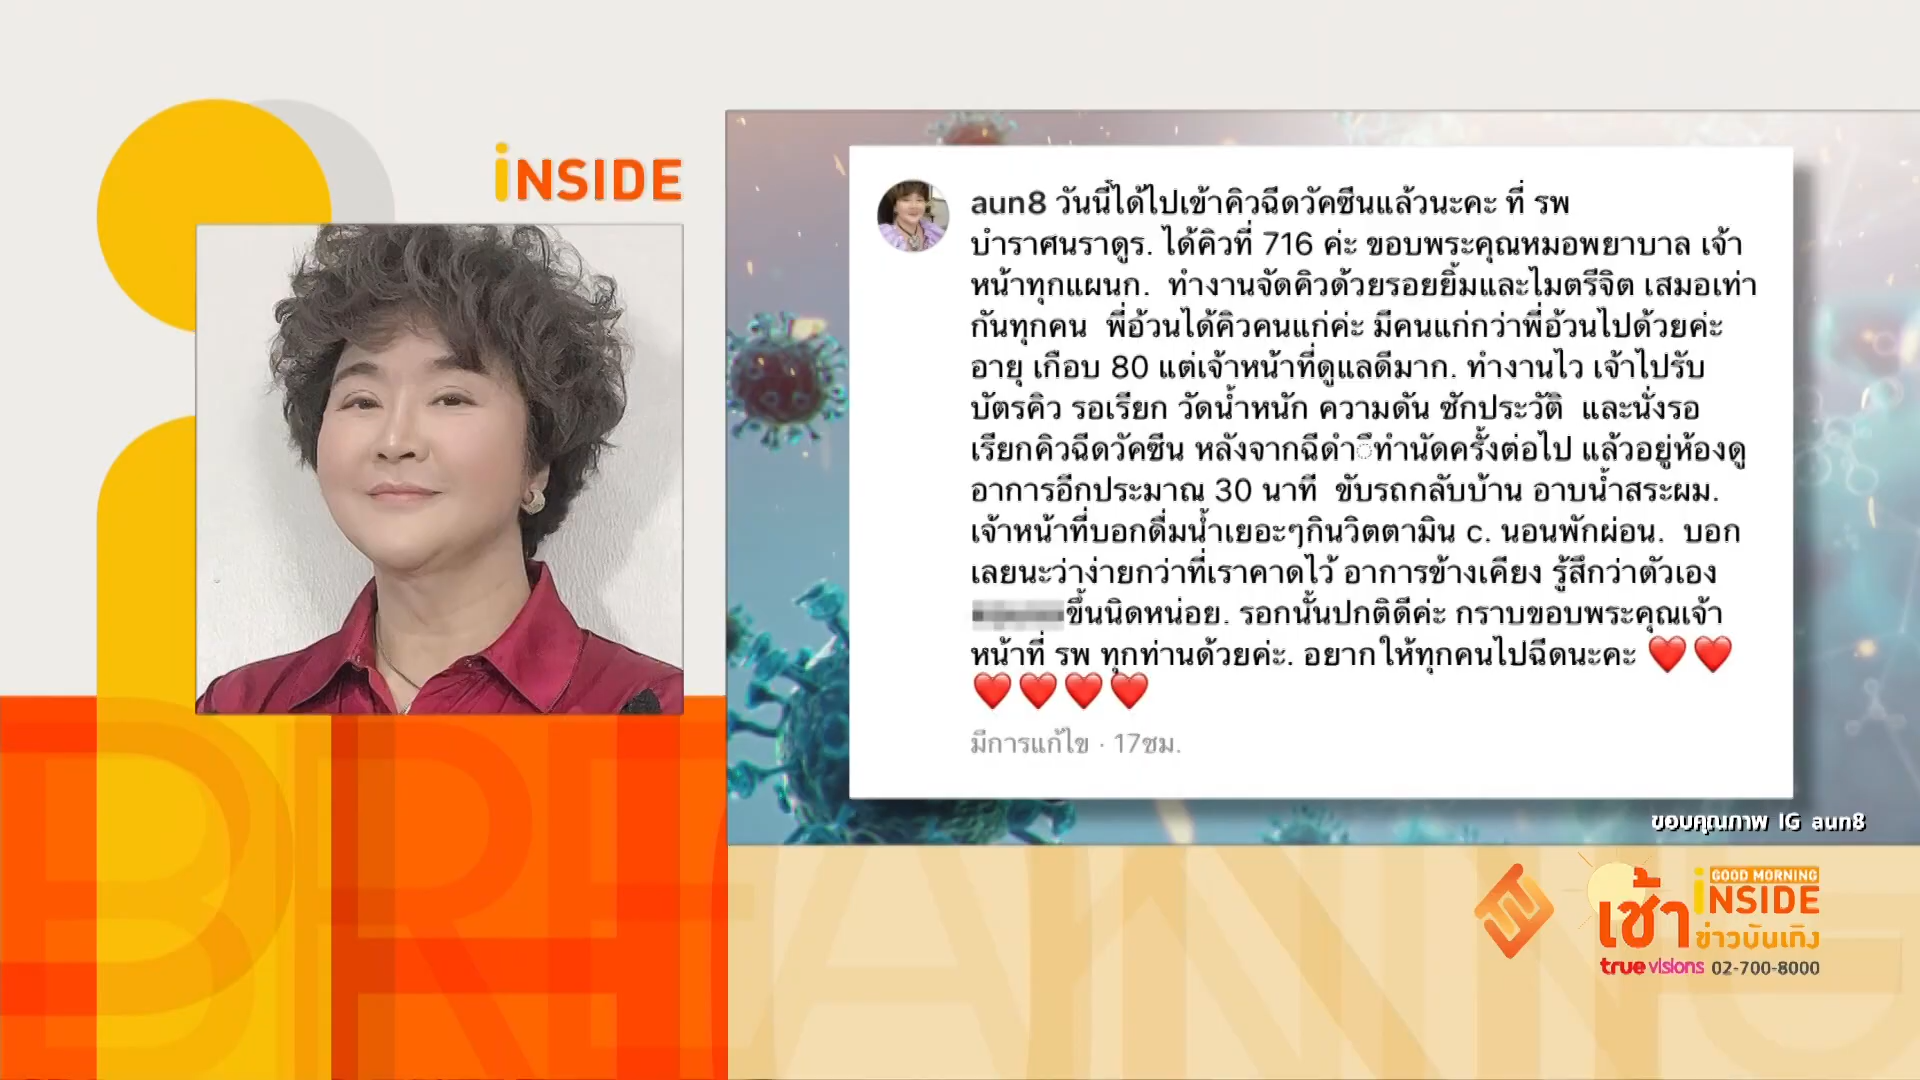 iNSIDE
aun8 วันนี้ได้ไปเข้าคิวฉีดวัคซีนแล้วนะคะ ที่ รพ
บำราศนราดูร. ได้คิวที่ 716 ค่ะ ขอบพระคุณหมอพยาบาล เจ้า
หน้าทุกแผนก. ทำงานจัดคิวด้วยรอยยิ้มและไมตรีจิต เสมอเท่า
กันทุกคน พี่อ้วนได้คิวคนแก่ค่ะ มีคนแก่กว่าพี่อ้วนไปด้วยค่ะ
อายุ เกือบ 80 แต่เจ้าหน้าที่ดูแลดีมาก. ทำงานไว เจ้าไปรับ
บัตรคิว รอเรียก วัดน้ำหนัก ความดัน ซักประวัติ และนั่งรอ
เรียกคิวฉีดวัคซีน หลังจากฉีดำึทำนัดครั้งต่อไป แล้วอยู่ห้องดู
อาการอีกประมาณ 30 นาที ขับรถกลับบ้าน อาบน้ำสระผม.
เจ้าหน้าที่บอกดื่มน้ำเยอะๆกินวิตตามิน c. นอนพักผ่อน. บอก
เลยนะว่าง่ายกว่าที่เราคาดไว้ อาการข้างเคียง รู้สึกว่าตัวเอง
ขึ้นนิดหน่อย. รอกนั้นปกติดีค่ะ กราบขอบพระคุณเจ้า
หน้าที่ รพ ทุกท่านด้วยค่ะ. อยากให้ทุกคนไปฉีดนะคะ ❤️❤️
❤️❤️❤️❤️
มีการแก้ไข · 17ชม.
ขอบคุณภาพ IG aun8
GOOD MORNING
เช้า iNSIDE
ข่าวบันเทิง
truevisions 02-700-8000
BREAKING